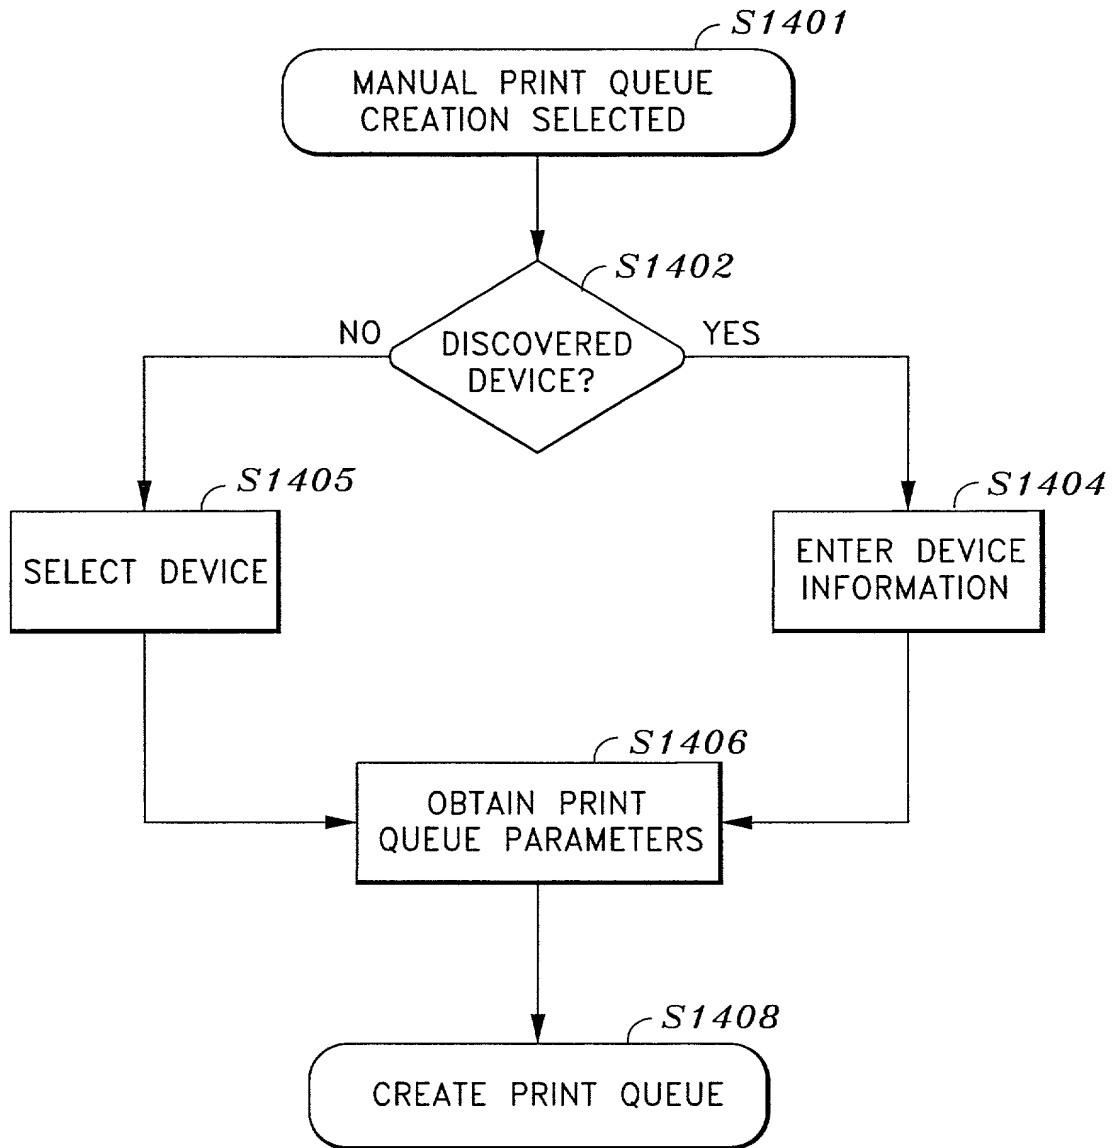 S1401
MANUAL PRINT QUEUE
CREATION SELECTED
S1402
NO
YES
DISCOVERED
DEVICE?
S1405
S1404
SELECT DEVICE
ENTER DEVICE
INFORMATION
S1406
OBTAIN PRINT
QUEUE PARAMETERS
S1408
CREATE PRINT QUEUE